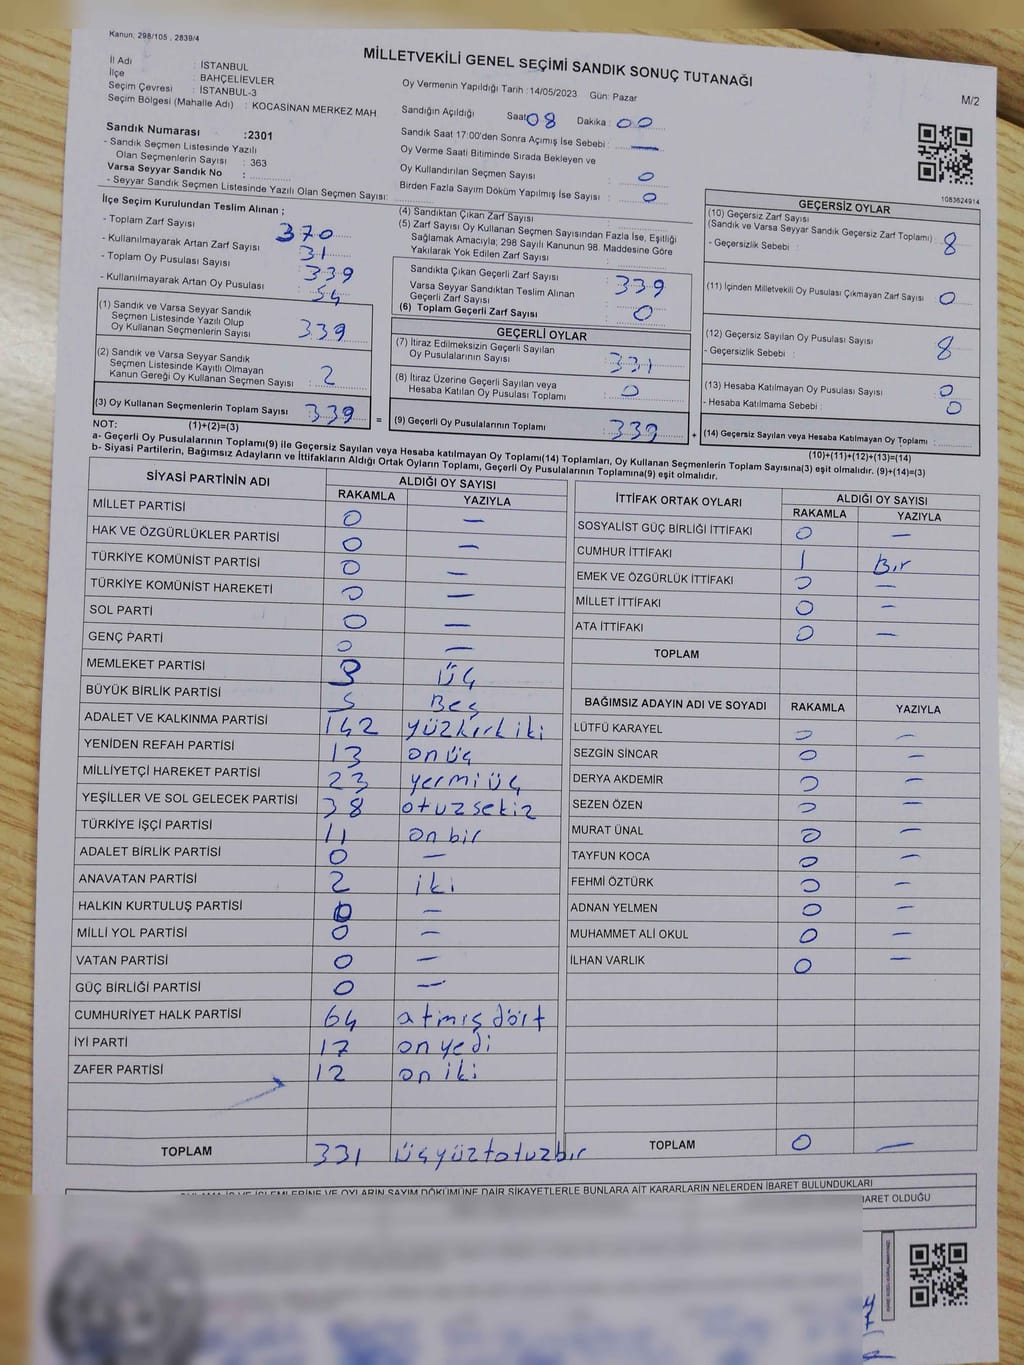 Kanun, 298/105 , 2839/4
MİLLETVEKİLİ GENEL SEÇİMİ SANDIK SONUÇ TUTANAĞI
M/2
İl Adı : İSTANBUL
İlçe : BAHÇELİEVLER
Seçim Çevresi : İSTANBUL-3
Seçim Bölgesi (Mahalle Adı) : KOCASİNAN MERKEZ MAH
Sandık Numarası :2301
- Sandık Seçmen Listesinde Yazılı
Olan Seçmenlerin Sayısı : 363
Varsa Seyyar Sandık No :
- Seyyar Sandık Seçmen Listesinde Yazılı Olan Seçmen Sayısı:
Oy Vermenin Yapıldığı Tarih :14/05/2023 Gün: Pazar
Sandığın Açıldığı Saat 08 Dakika : 00
Sandık Saat 17:00'den Sonra Açımış İse Sebebi : —
Oy Verme Saati Bitiminde Sırada Bekleyen ve
Oy Kullandırılan Seçmen Sayısı : 0
Birden Fazla Sayım Döküm Yapılmış İse Sayısı : 0
1083624914
İlçe Seçim Kurulundan Teslim Alınan ;
- Toplam Zarf Sayısı : 370
- Kullanılmayarak Artan Zarf Sayısı : 31
- Toplam Oy Pusulası Sayısı : 339
- Kullanılmayarak Artan Oy Pusulası : 54
(1) Sandık ve Varsa Seyyar Sandık
Seçmen Listesinde Yazılı Olup
Oy Kullanan Seçmenlerin Sayısı : 339
(2) Sandık ve Varsa Seyyar Sandık
Seçmen Listesinde Kayıtlı Olmayan
Kanun Gereği Oy Kullanan Seçmen Sayısı : 2
(3) Oy Kullanan Seçmenlerin Toplam Sayısı : 339 =
(1)+(2)=(3)
(4) Sandıktan Çıkan Zarf Sayısı :
(5) Zarf Sayısı Oy Kullanan Seçmen Sayısından Fazla İse, Eşitliği
Sağlamak Amacıyla; 298 Sayılı Kanunun 98. Maddesine Göre
Yakılarak Yok Edilen Zarf Sayısı :
Sandıkta Çıkan Geçerli Zarf Sayısı : 339
Varsa Seyyar Sandıktan Teslim Alınan
Geçerli Zarf Sayısı
(6) Toplam Geçerli Zarf Sayısı : 0
GEÇERLİ OYLAR
(7) İtiraz Edilmeksizin Geçerli Sayılan
Oy Pusulalarının Sayısı : 331
(8) İtiraz Üzerine Geçerli Sayılan veya
Hesaba Katılan Oy Pusulası Toplamı : 0
(9) Geçerli Oy Pusulalarının Toplamı : 339 +
GEÇERSİZ OYLAR
(10) Geçersiz Zarf Sayısı
(Sandık ve Varsa Seyyar Sandık Geçersiz Zarf Toplamı) : 8
- Geçersizlik Sebebi :
(11) İçinden Milletvekili Oy Pusulası Çıkmayan Zarf Sayısı : 0
(12) Geçersiz Sayılan Oy Pusulası Sayısı : 8
- Geçersizlik Sebebi :
(13) Hesaba Katılmayan Oy Pusulası Sayısı : 0
- Hesaba Katılmama Sebebi : 0
(14) Geçersiz Sayılan veya Hesaba Katılmayan Oy Toplamı :
(10)+(11)+(12)+(13)=(14)
NOT:
a- Geçerli Oy Pusulalarının Toplamı(9) ile Geçersiz Sayılan veya Hesaba katılmayan Oy Toplamı(14) Toplamları, Oy Kullanan Seçmenlerin Toplam Sayısına(3) eşit olmalıdır. (9)+(14)=(3)
b- Siyasi Partilerin, Bağımsız Adayların ve İttifakların Aldığı Ortak Oyların Toplamı, Geçerli Oy Pusulalarının Toplamına(9) eşit olmalıdır.
SİYASİ PARTİNİN ADI ALDIĞI OY SAYISI
RAKAMLA YAZIYLA
MİLLET PARTİSİ 0 —
HAK VE ÖZGÜRLÜKLER PARTİSİ 0 —
TÜRKİYE KOMÜNİST PARTİSİ 0 —
TÜRKİYE KOMÜNİST HAREKETİ 0 —
SOL PARTİ 0 —
GENÇ PARTİ 0 —
MEMLEKET PARTİSİ 3 üç
BÜYÜK BİRLİK PARTİSİ 5 Beş
ADALET VE KALKINMA PARTİSİ 142 yüzkırkiki
YENİDEN REFAH PARTİSİ 13 onüç
MİLLİYETÇİ HAREKET PARTİSİ 23 yermiüç
YEŞİLLER VE SOL GELECEK PARTİSİ 38 otuzsekiz
TÜRKİYE İŞÇİ PARTİSİ 11 onbir
ADALET BİRLİK PARTİSİ 0 —
ANAVATAN PARTİSİ 2 iki
HALKIN KURTULUŞ PARTİSİ 0 —
MİLLİ YOL PARTİSİ 0 —
VATAN PARTİSİ 0 —
GÜÇ BİRLİĞİ PARTİSİ 0 —
CUMHURİYET HALK PARTİSİ 64 atmışdört
İYİ PARTİ 17 onyedi
ZAFER PARTİSİ 12 oniki
TOPLAM 331 üçyüztotuzbır
İTTİFAK ORTAK OYLARI ALDIĞI OY SAYISI
RAKAMLA YAZIYLA
SOSYALİST GÜÇ BİRLİĞİ İTTİFAKI 0 —
CUMHUR İTTİFAKI 1 Bır
EMEK VE ÖZGÜRLÜK İTTİFAKI 0 —
MİLLET İTTİFAKI 0 —
ATA İTTİFAKI 0 —
TOPLAM
BAĞIMSIZ ADAYIN ADI VE SOYADI RAKAMLA YAZIYLA
LÜTFÜ KARAYEL 0 —
SEZGİN SİNCAR 0 —
DERYA AKDEMİR 0 —
SEZEN ÖZEN 0 —
MURAT ÜNAL 0 —
TAYFUN KOCA 0 —
FEHMİ ÖZTÜRK 0 —
ADNAN YELMEN 0 —
MUHAMMET ALİ OKUL 0 —
İLHAN VARLIK 0 —
TOPLAM 0 —
OYLAMA İŞ VE İŞLEMLERİNE VE OYLARIN SAYIM DÖKÜMÜNE DAİR ŞİKAYETLERLE BUNLARA AİT KARARLARIN NELERDEN İBARET BULUNDUKLARI
BARET OLDUĞU